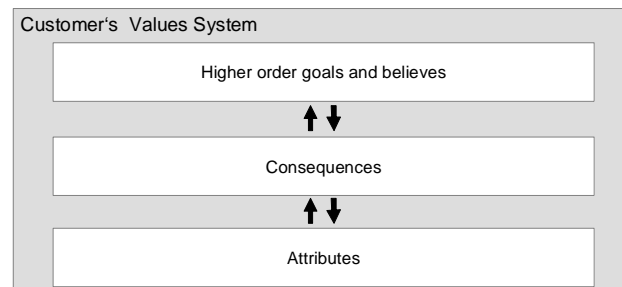 Customer‘s  Values System
Higher order goals and believes
Consequences
Attributes